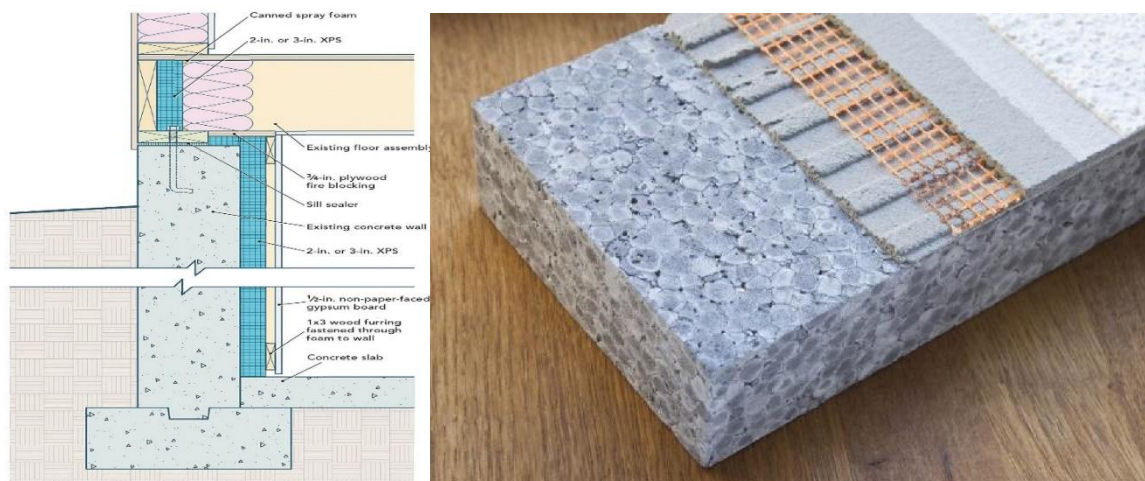 Canned spray foam
2-in. or 3-in. XPS
Existing floor assembly
¾-in. plywood
fire blocking
Sill sealer
Existing concrete wall
2-in. or 3-in. XPS
½-in. non-paper-faced
gypsum board
1x3 wood furring
fastened through
foam to wall
Concrete slab